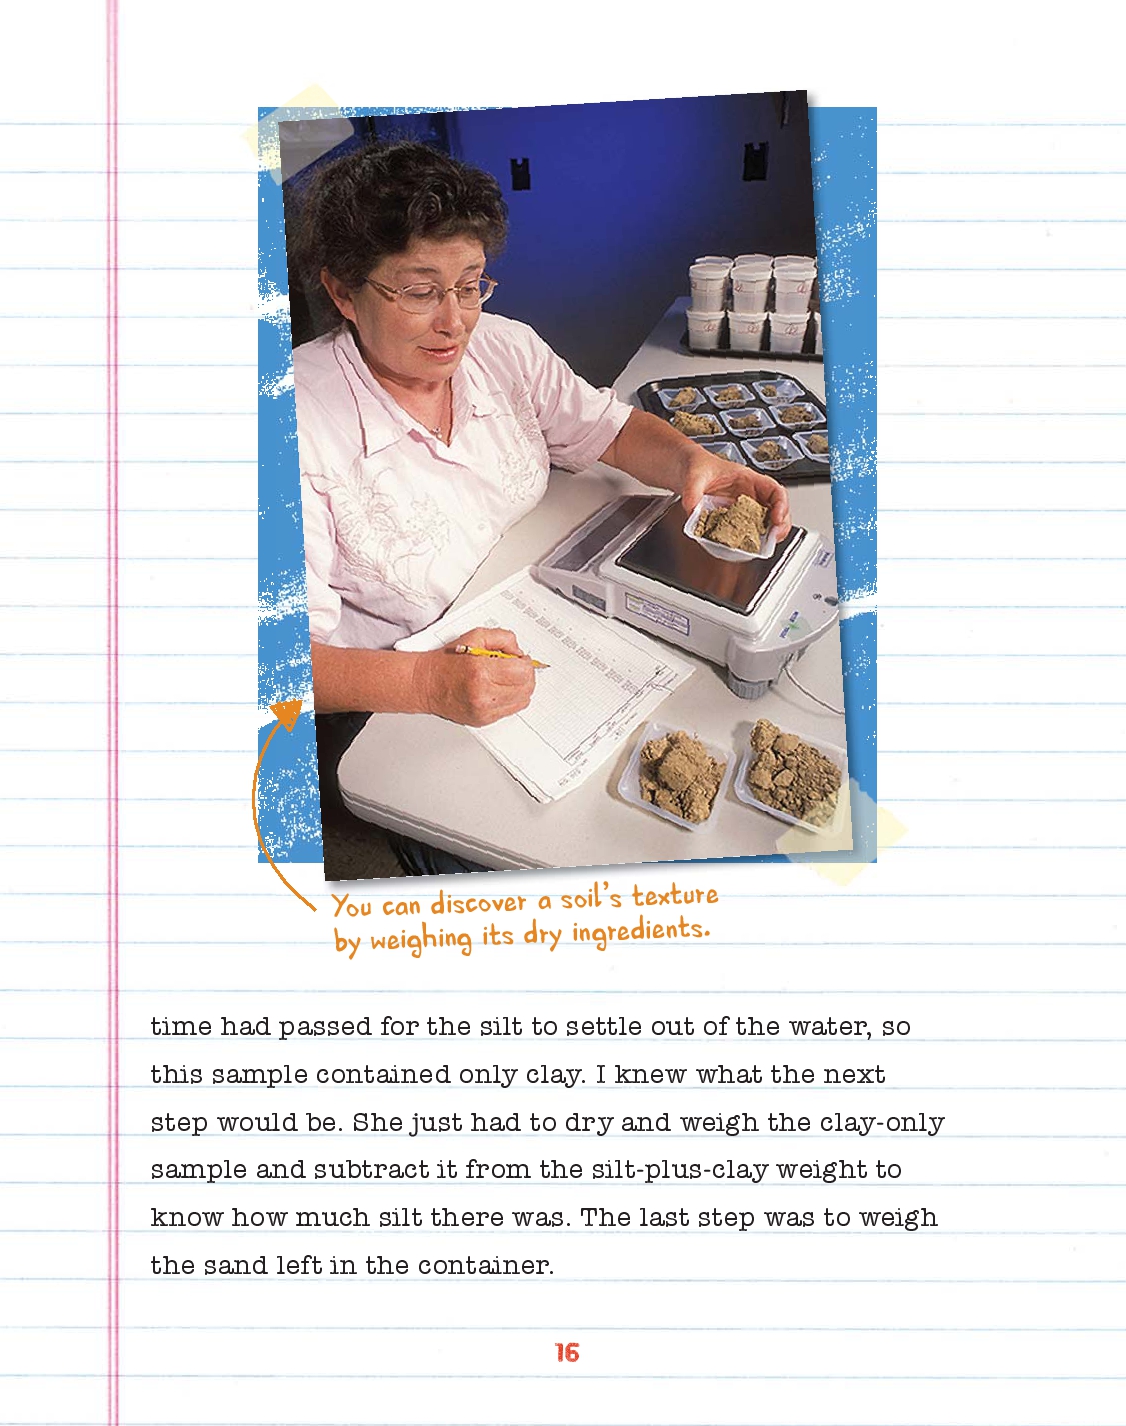 You can discover a soil's texture
by weighing its dry ingredients.
time had passed for the silt to settle out of the water, so
this sample contained only clay. I knew what the next
step would be. She just had to dry and weigh the clay-only
sample and subtract it from the silt-plus-clay weight to
know how much silt there was. The last step was to weigh
the sand left in the container.
16